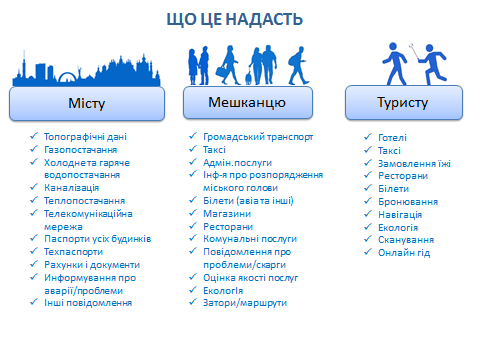 ЩО ЦЕ НАДАСТЬ
Місту
Топографічні дані
Газопостачання
Холодне та гаряче
водопостачання
Каналізація
Теплопостачання
Телекомунікаційна
мережа
Паспорти усіх будинків
Техпаспорти
Рахунки і документи
Информування про
аварії/проблеми
Інші повідомлення
Мешканцю
Громадський транспорт
Таксі
Адмін.послуги
Інф-я про розпорядження
міського голови
Білети (авіа та інші)
Магазини
Ресторани
Комунальні послуги
Повідомлення про
проблеми/скарги
Оцінка якості послуг
Екологія
Затори/маршрути
Туристу
Готелі
Таксі
Замовлення їжі
Ресторани
Білети
Бронювання
Навігація
Екологія
Сканування
Онлайн гід